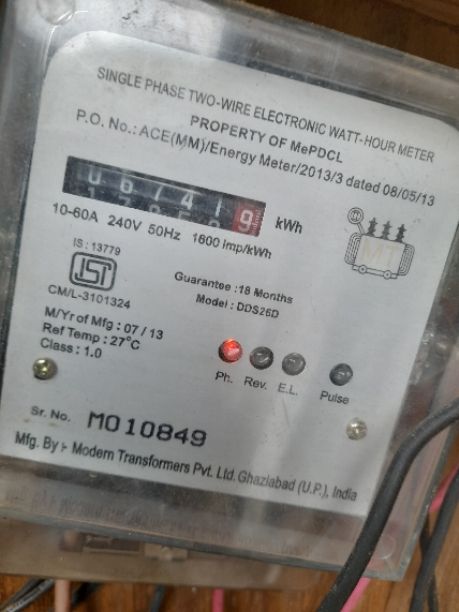 SINGLE PHASE TWO-WIRE ELECTRONIC WATT-HOUR METER
PROPERTY OF MePDCL
P.O. No.: ACE(MM)/Energy Meter/2013/3 dated 08/05/13
067419 kWh
10-60A 240V 50Hz 1600 imp/kWh
IS : 13779
ISI
CM/L-3101324
Guarantee :18 Months
Model : DDS26D
MT
M/Yr of Mfg : 07 / 13
Ref Temp : 27°C
Class : 1.0
Ph. Rev. E.L. Pulse
Sr. No. M010849
Mfg. By :- Modern Transformers Pvt. Ltd. Ghaziabad (U.P.), India